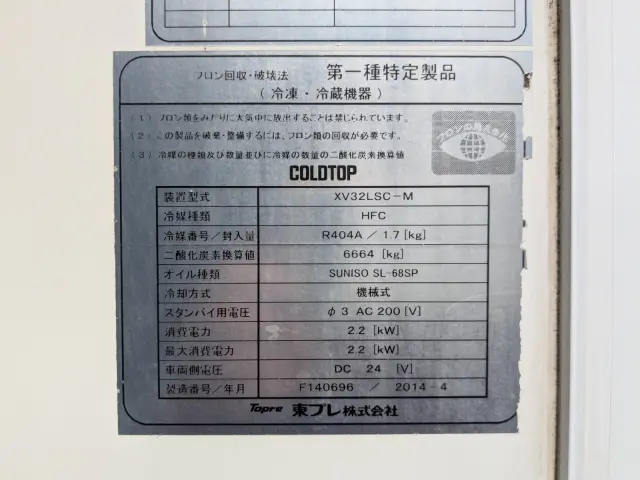 フロン回収・破壊法 第一種特定製品
（冷凍・冷蔵機器）
(1) フロン類をみだりに大気中に放出することは禁じられています。
(2) この製品を破棄・整備するには、フロン類の回収が必要です。
(3) 冷媒の種類及び数量並びに冷媒の数量の二酸化炭素換算値
フロンの見える化
COLDTOP
装置型式 XV32LSC-M
冷媒種類 HFC
冷媒番号/封入量 R404A / 1.7 [kg]
二酸化炭素換算値 6664 [kg]
オイル種類 SUNISO SL-68SP
冷却方式 機械式
スタンバイ用電圧 φ3 AC 200 [V]
消費電力 2.2 [kW]
最大消費電力 2.2 [kW]
車両側電圧 DC 24 [V]
製造番号/年月 F140696 / 2014-4
Topre 東プレ株式会社